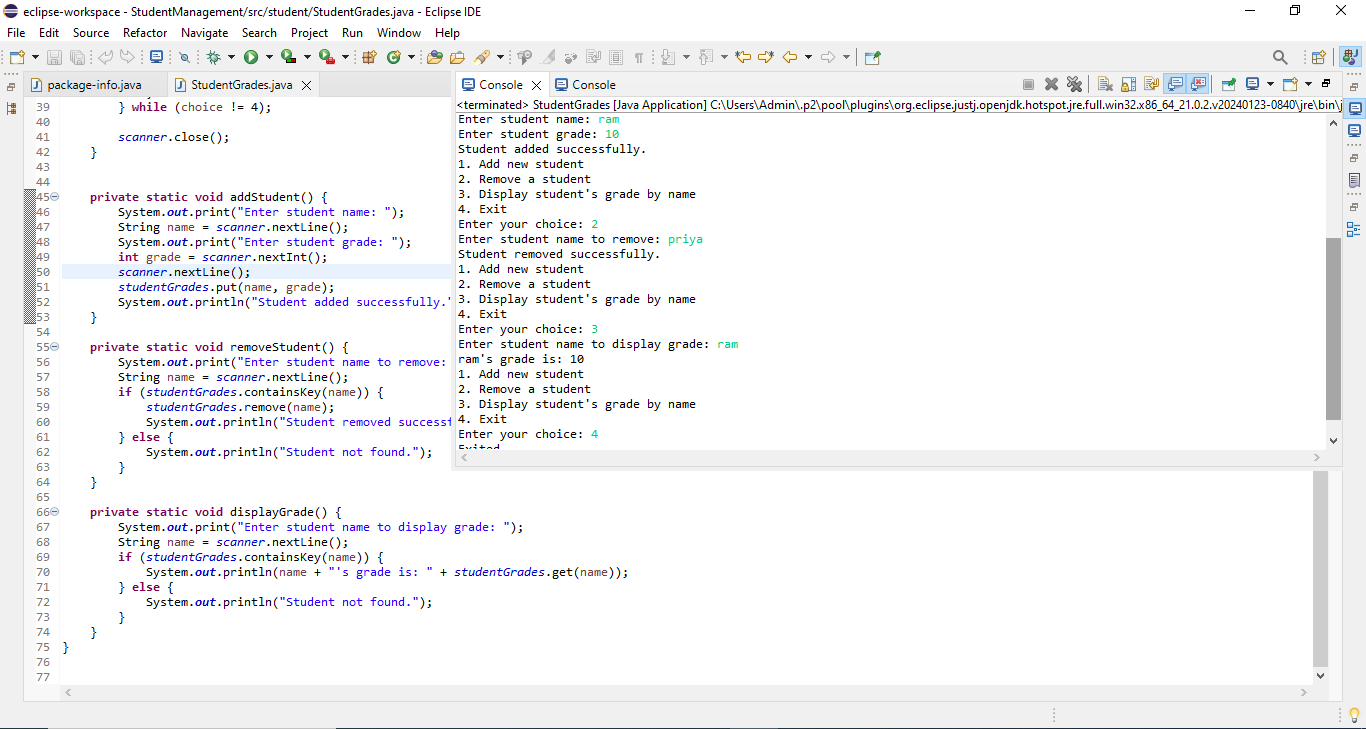 eclipse-workspace - StudentManagement/src/student/StudentGrades.java - Eclipse IDE
File Edit Source Refactor Navigate Search Project Run Window Help
package-info.java StudentGrades.java
39 } while (choice != 4);
40
41 scanner.close();
42 }
43
44
45 private static void addStudent() {
46 System.out.print("Enter student name: ");
47 String name = scanner.nextLine();
48 System.out.print("Enter student grade: ");
49 int grade = scanner.nextInt();
50 scanner.nextLine();
51 studentGrades.put(name, grade);
52 System.out.println("Student added successfully."
53 }
54
55 private static void removeStudent() {
56 System.out.print("Enter student name to remove:
57 String name = scanner.nextLine();
58 if (studentGrades.containsKey(name)) {
59 studentGrades.remove(name);
60 System.out.println("Student removed successf
61 } else {
62 System.out.println("Student not found.");
63 }
64 }
65
66 private static void displayGrade() {
67 System.out.print("Enter student name to display grade: ");
68 String name = scanner.nextLine();
69 if (studentGrades.containsKey(name)) {
70 System.out.println(name + "'s grade is: " + studentGrades.get(name));
71 } else {
72 System.out.println("Student not found.");
73 }
74 }
75 }
76
77
Console Console
<terminated> StudentGrades [Java Application] C:\Users\Admin\.p2\pool\plugins\org.eclipse.justj.openjdk.hotspot.jre.full.win32.x86_64_21.0.2.v20240123-0840\jre\bin\j
Enter student name: ram
Enter student grade: 10
Student added successfully.
1. Add new student
2. Remove a student
3. Display student's grade by name
4. Exit
Enter your choice: 2
Enter student name to remove: priya
Student removed successfully.
1. Add new student
2. Remove a student
3. Display student's grade by name
4. Exit
Enter your choice: 3
Enter student name to display grade: ram
ram's grade is: 10
1. Add new student
2. Remove a student
3. Display student's grade by name
4. Exit
Enter your choice: 4
Exited